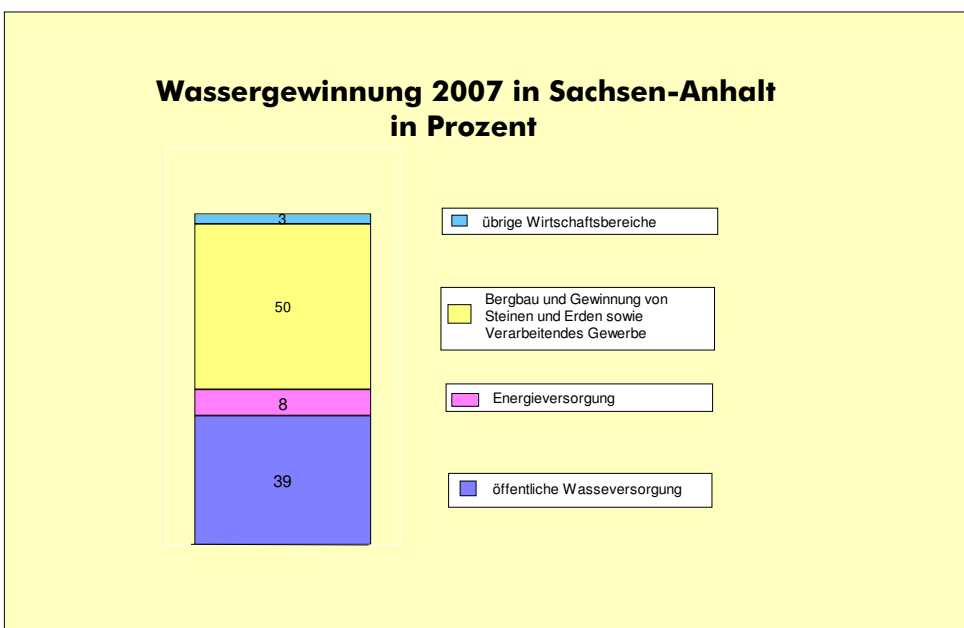 Wassergewinnung 2007 in Sachsen-Anhalt
in Prozent
3
übrige Wirtschaftsbereiche
50
Bergbau und Gewinnung von
Steinen und Erden sowie
Verarbeitendes Gewerbe
8
Energieversorgung
39
öffentliche Wasseversorgung